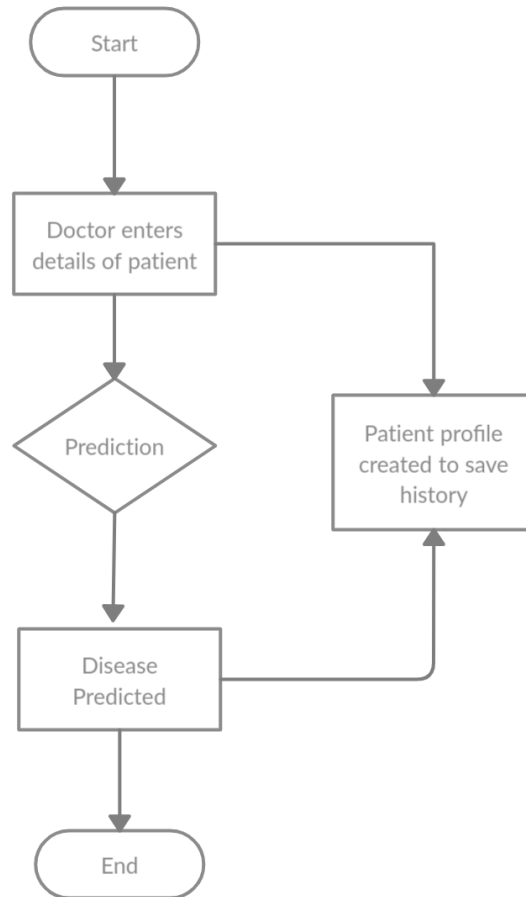 Start
Doctor enters
details of patient
Prediction
Patient profile
created to save
history
Disease
Predicted
End